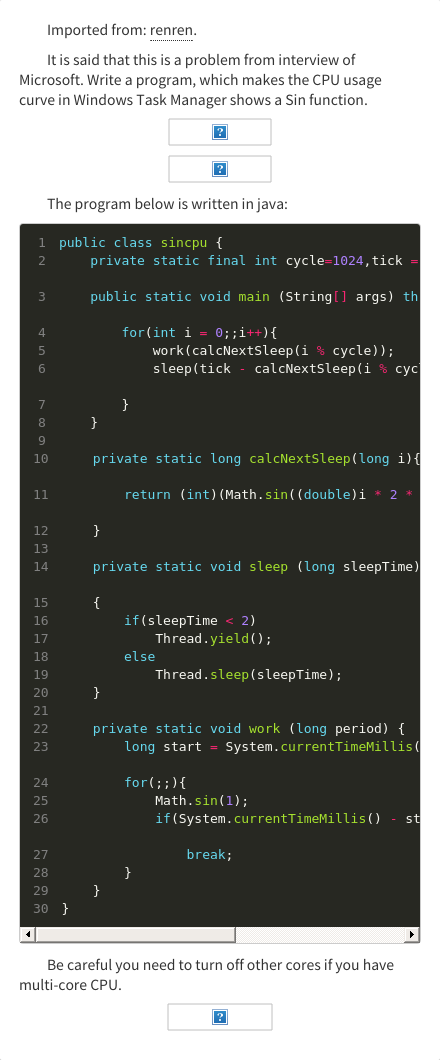 Imported from: renren.
It is said that this is a problem from interview of
Microsoft. Write a program, which makes the CPU usage
curve in Windows Task Manager shows a Sin function.
The program below is written in java:
1 public class sincpu {
2 private static final int cycle=1024,tick =
3 public static void main (String[] args) th
4 for(int i = 0;;i++){
5 work(calcNextSleep(i % cycle));
6 sleep(tick - calcNextSleep(i % cycl
7 }
8 }
9
10 private static long calcNextSleep(long i){
11 return (int)(Math.sin((double)i * 2 *
12 }
13
14 private static void sleep (long sleepTime)
15 {
16 if(sleepTime < 2)
17 Thread.yield();
18 else
19 Thread.sleep(sleepTime);
20 }
21
22 private static void work (long period) {
23 long start = System.currentTimeMillis(
24 for(;;){
25 Math.sin(1);
26 if(System.currentTimeMillis() - st
27 break;
28 }
29 }
30 }
Be careful you need to turn off other cores if you have
multi-core CPU.